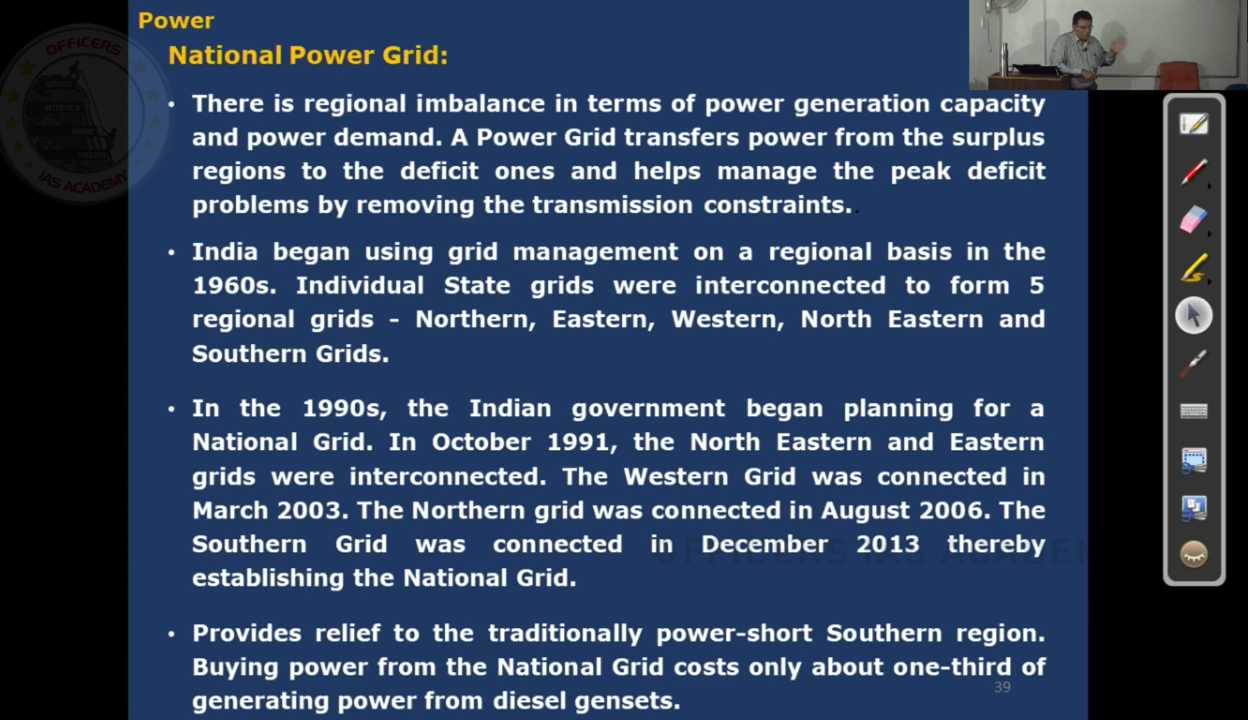 Power
National Power Grid:
• There is regional imbalance in terms of power generation capacity
and power demand. A Power Grid transfers power from the surplus
regions to the deficit ones and helps manage the peak deficit
problems by removing the transmission constraints..
• India began using grid management on a regional basis in the
1960s. Individual State grids were interconnected to form 5
regional grids - Northern, Eastern, Western, North Eastern and
Southern Grids.
• In the 1990s, the Indian government began planning for a
National Grid. In October 1991, the North Eastern and Eastern
grids were interconnected. The Western Grid was connected in
March 2003. The Northern grid was connected in August 2006. The
Southern Grid was connected in December 2013 thereby
establishing the National Grid.
• Provides relief to the traditionally power-short Southern region.
Buying power from the National Grid costs only about one-third of
generating power from diesel gensets.
39
OFFICERS
IAS ACADEMY
OFFICERS IAS ACADEM